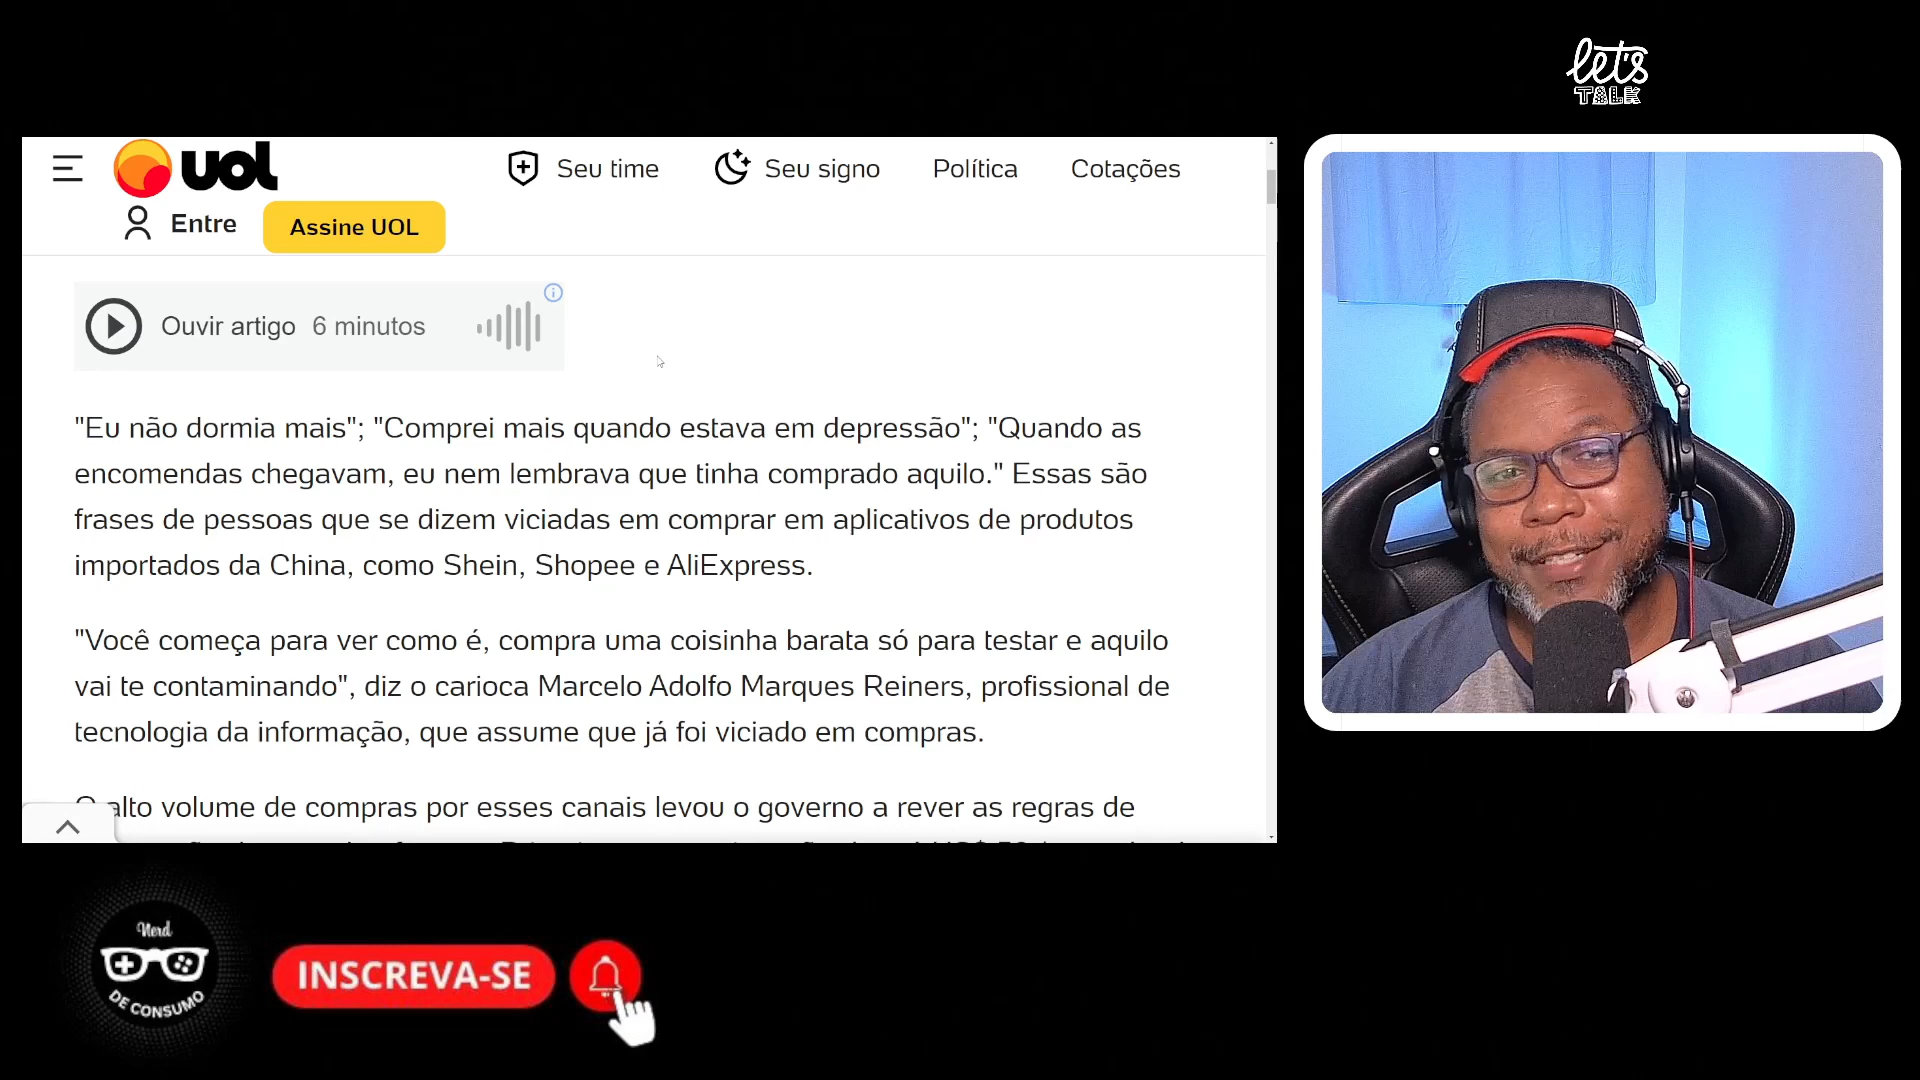 let's
TALK
UOL
Seu time
Seu signo
Política
Cotações
Entre
Assine UOL
Ouvir artigo 6 minutos
"Eu não dormia mais"; "Comprei mais quando estava em depressão"; "Quando as
encomendas chegavam, eu nem lembrava que tinha comprado aquilo." Essas são
frases de pessoas que se dizem viciadas em comprar em aplicativos de produtos
importados da China, como Shein, Shopee e AliExpress.
"Você começa para ver como é, compra uma coisinha barata só para testar e aquilo
vai te contaminando", diz o carioca Marcelo Adolfo Marques Reiners, profissional de
tecnologia da informação, que assume que já foi viciado em compras.
O alto volume de compras por esses canais levou o governo a rever as regras de
Nerd
DE CONSUMO
INSCREVA-SE